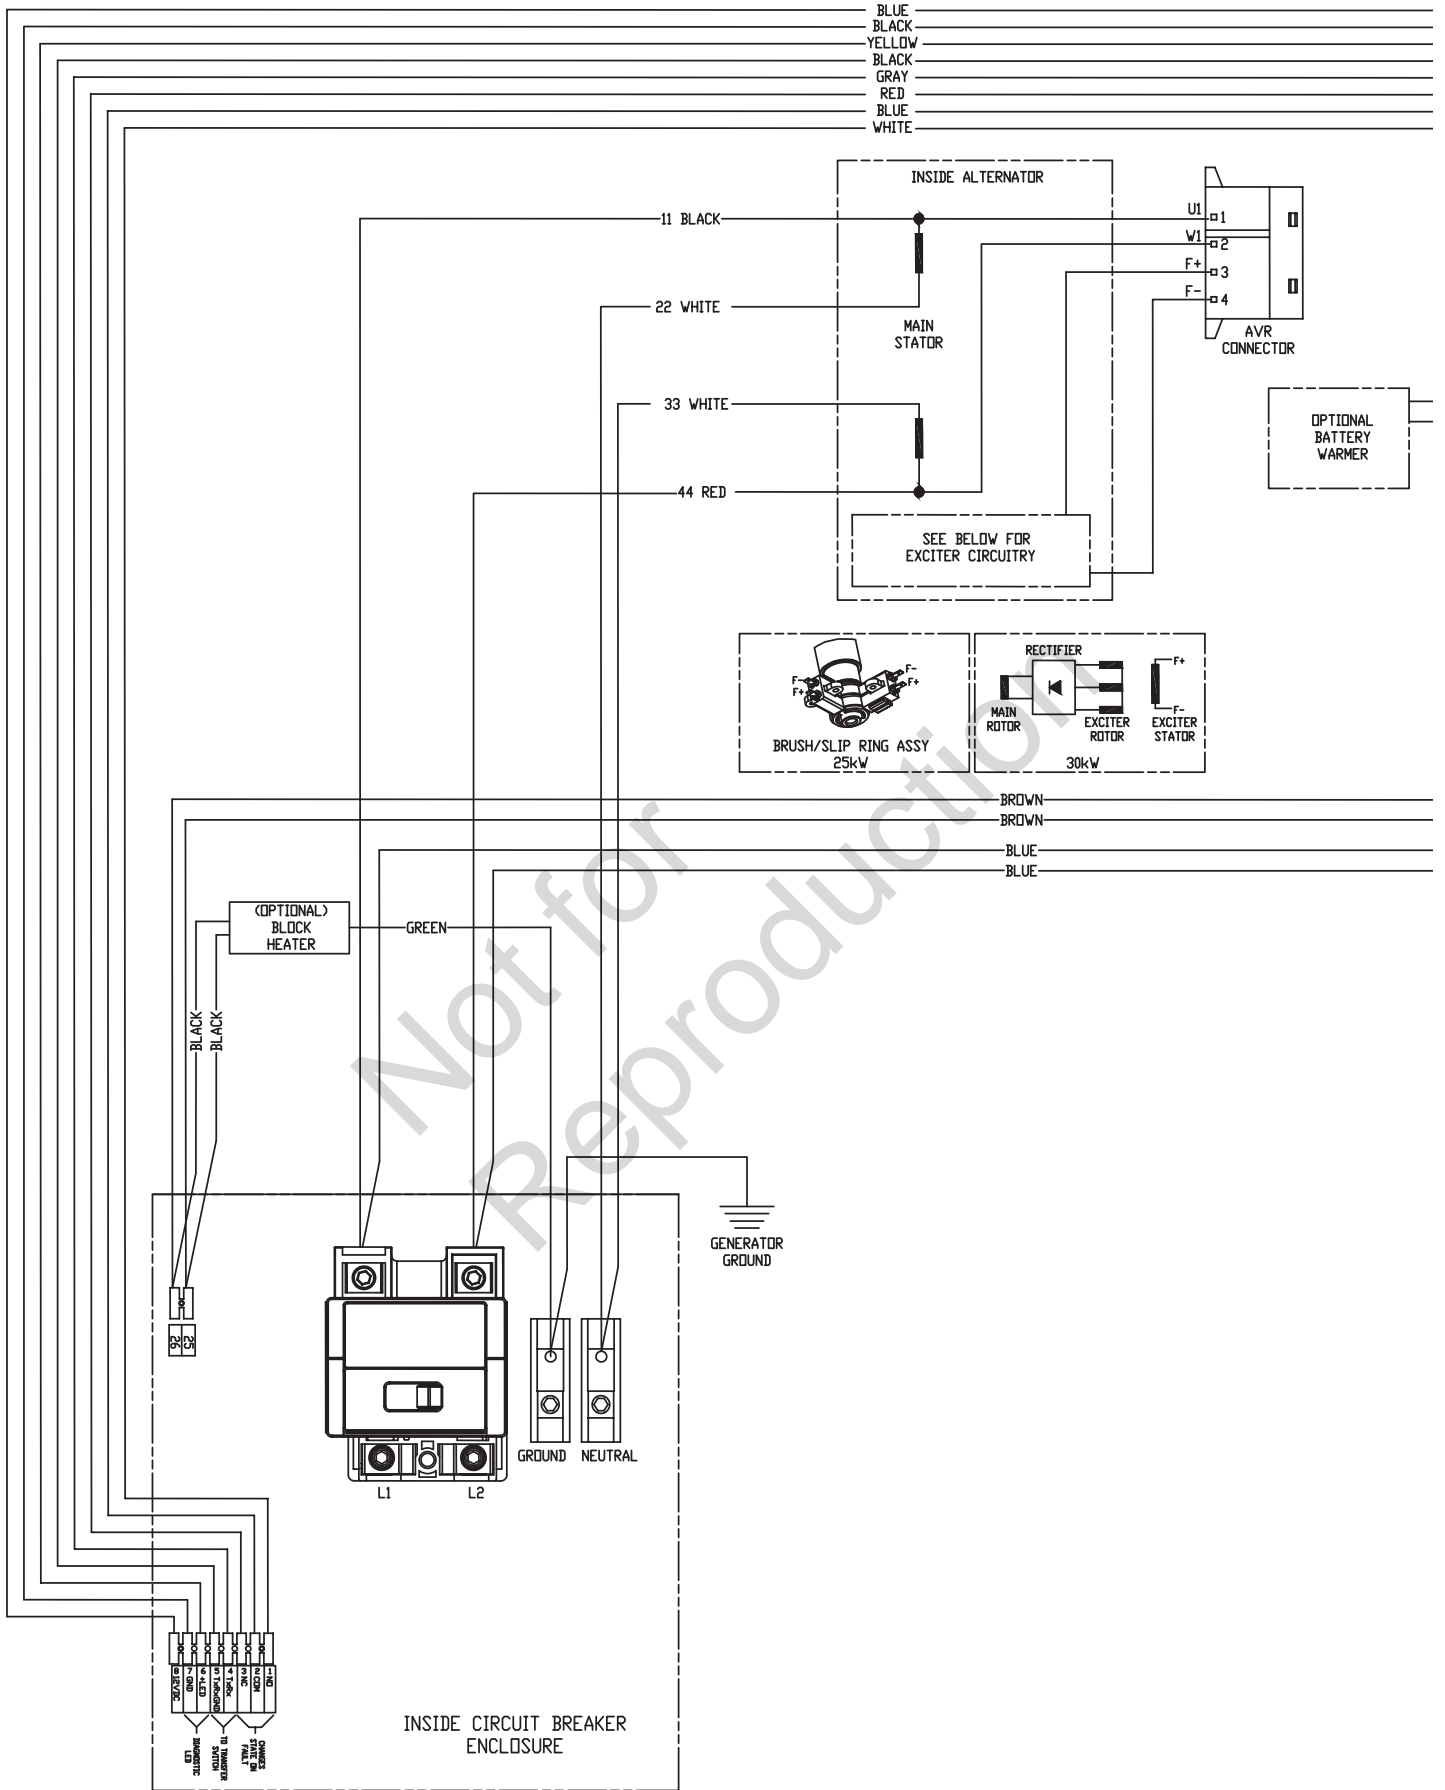 BLUE
BLACK
YELLOW
BLACK
GRAY
RED
BLUE
WHITE
INSIDE ALTERNATOR
11 BLACK
U1
1
W1
2
F+
3
F-
4
AVR
CONNECTOR
22 WHITE
MAIN
STATOR
33 WHITE
OPTIONAL
BATTERY
WARMER
44 RED
SEE BELOW FOR
EXCITER CIRCUITRY
F-
F+
F-
F+
BRUSH/SLIP RING ASSY
25kW
RECTIFIER
MAIN
ROTOR
EXCITER
ROTOR
F+
F-
EXCITER
STATOR
30kW
BROWN
BROWN
BLUE
BLUE
(OPTIONAL)
BLOCK
HEATER
GREEN
BLACK
BLACK
Not for
Reproduction
GENERATOR
GROUND
26
25
GROUND
NEUTRAL
L1
L2
8 12VDC
7 GND
6 +LED
5 TxRxGND
4 TxRx
3 NC
2 COM
1 NO
DIAGNOSTIC
LED
TO TRANSFER
SWITCH
CHANGES
STATE ON
FAULT
INSIDE CIRCUIT BREAKER
ENCLOSURE